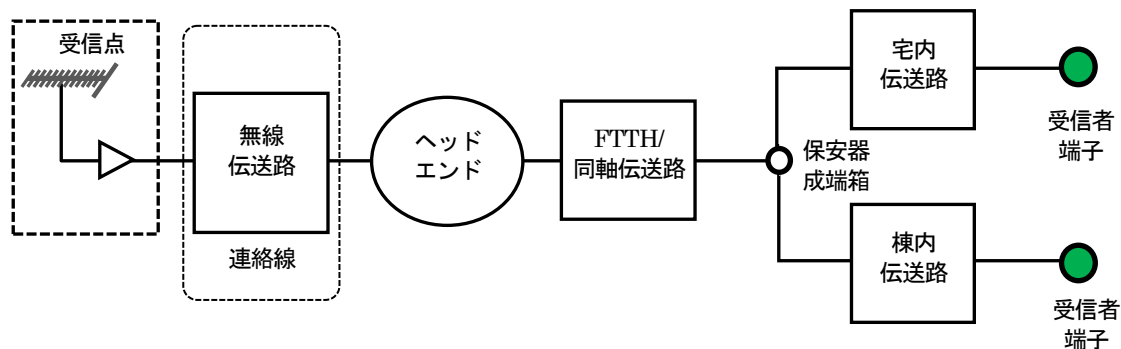 受信点
無線
伝送路
連絡線
ヘッド
エンド
FTTH/
同軸伝送路
保安器
成端箱
宅内
伝送路
受信者
端子
棟内
伝送路
受信者
端子